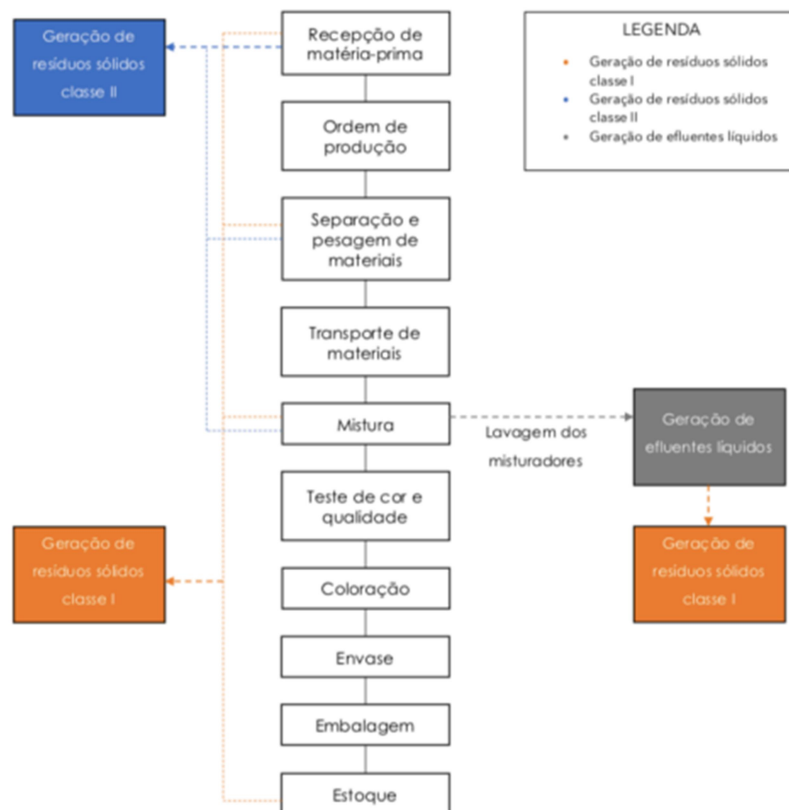 Geração de
resíduos sólidos
classe II
Recepção de
matéria-prima
LEGENDA
Geração de resíduos sólidos
classe I
Geração de resíduos sólidos
classe II
Geração de efluentes líquidos
Ordem de
produção
Separação e
pesagem de
materiais
Transporte de
materiais
Mistura
Lavagem dos
misturadores
Geração de
efluentes líquidos
Teste de cor e
qualidade
Geração de
resíduos sólidos
classe I
Geração de
resíduos sólidos
classe I
Coloração
Envase
Embalagem
Estoque